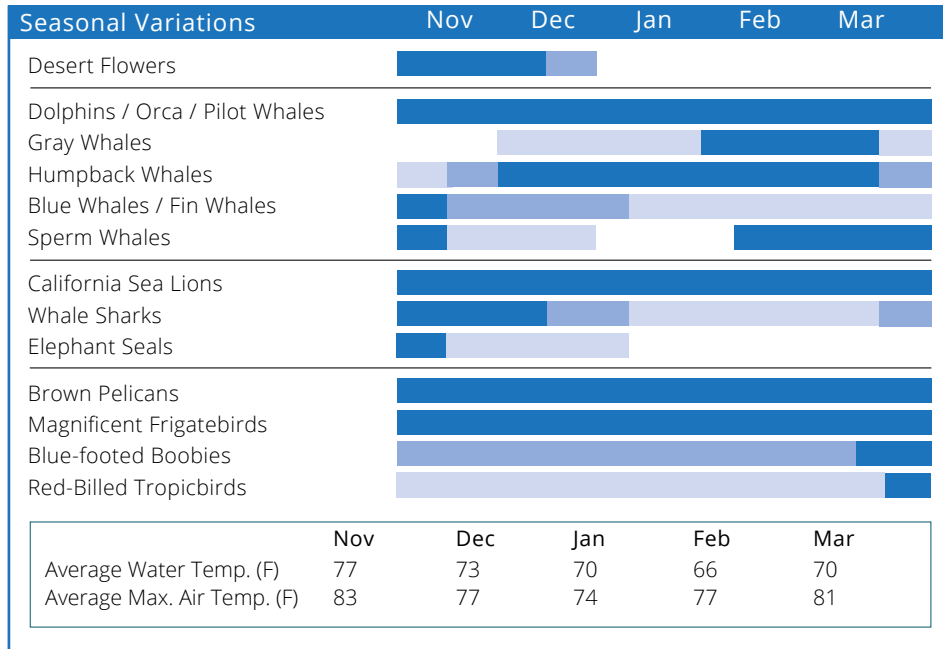 Seasonal Variations Nov Dec Jan Feb Mar
Desert Flowers
Dolphins / Orca / Pilot Whales
Gray Whales
Humpback Whales
Blue Whales / Fin Whales
Sperm Whales
California Sea Lions
Whale Sharks
Elephant Seals
Brown Pelicans
Magnificent Frigatebirds
Blue-footed Boobies
Red-Billed Tropicbirds
Nov Dec Jan Feb Mar
Average Water Temp. (F) 77 73 70 66 70
Average Max. Air Temp. (F) 83 77 74 77 81